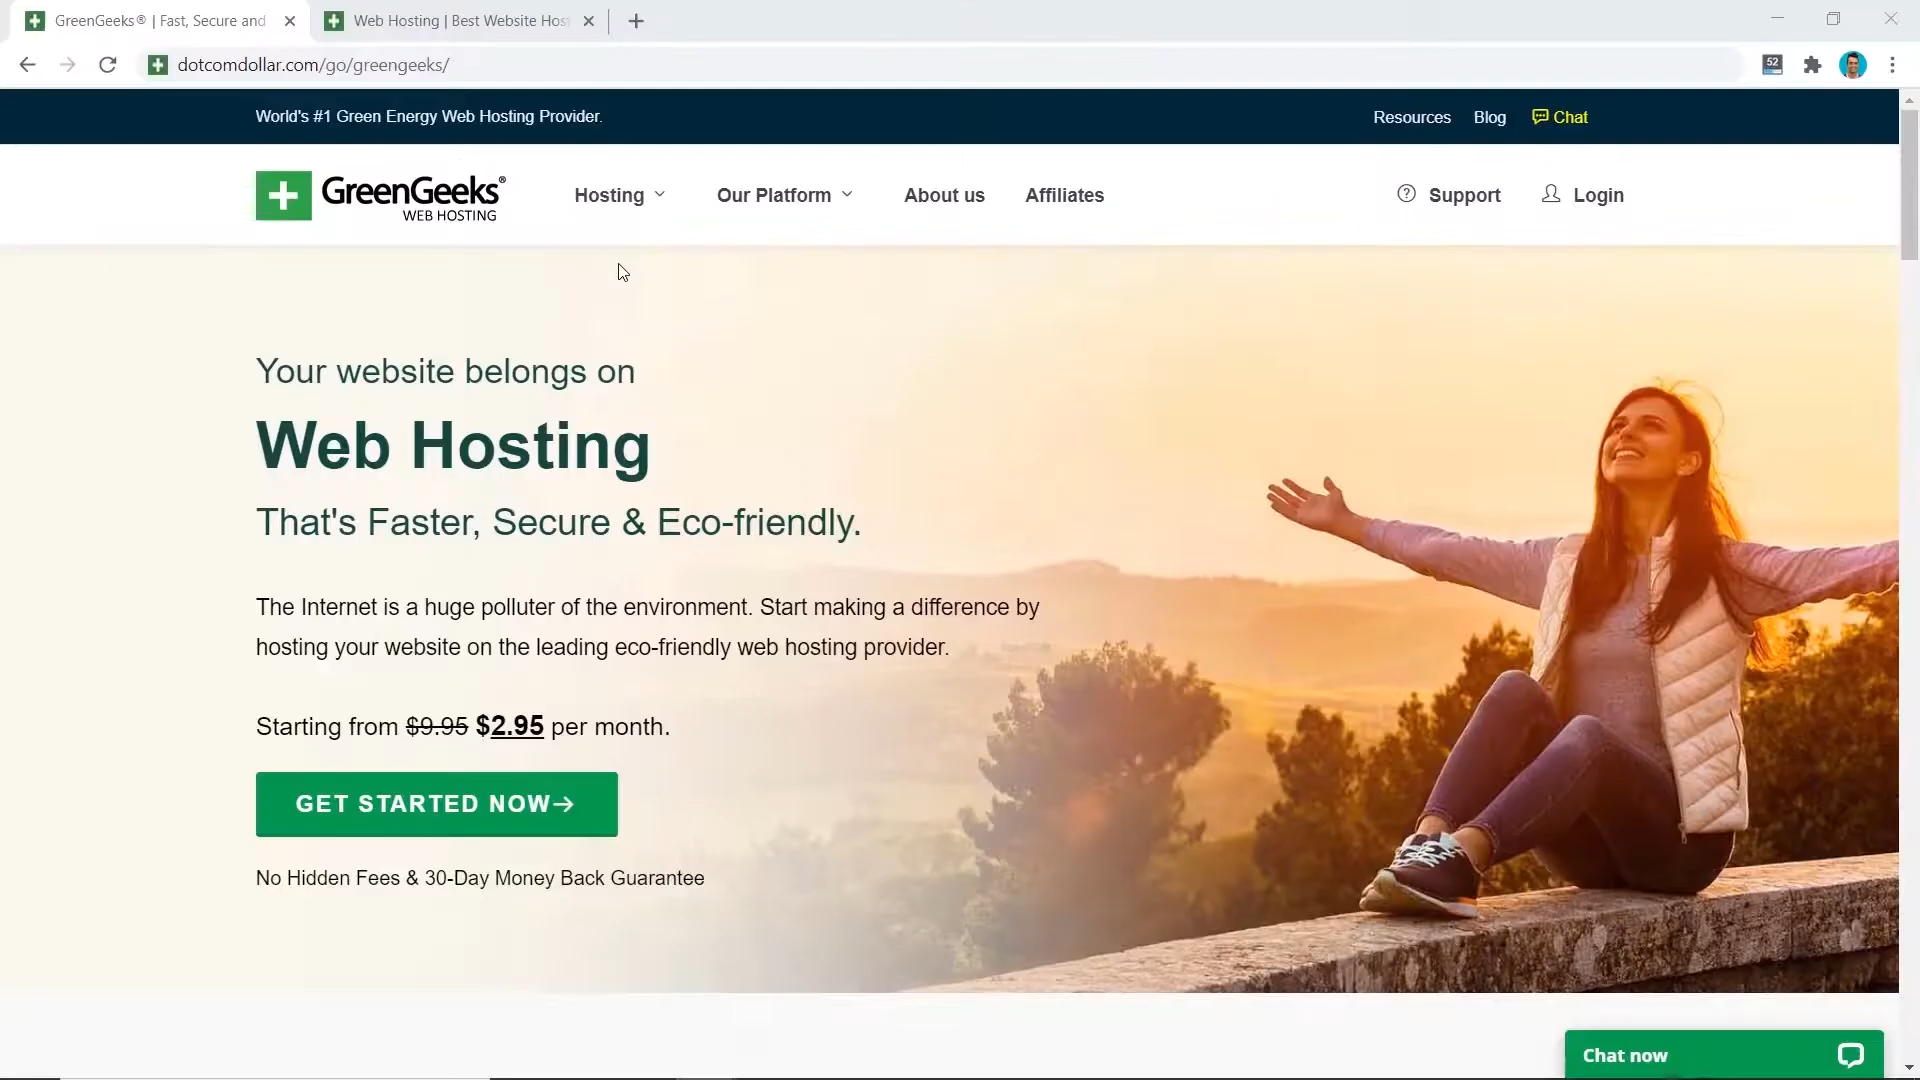 GreenGeeks® | Fast, Secure and
Web Hosting | Best Website Hos
dotcomdollar.com/go/greengeeks/
52
World's #1 Green Energy Web Hosting Provider.
Resources Blog Chat
GreenGeeks®
WEB HOSTING
Hosting Our Platform About us Affiliates Support Login
Your website belongs on
Web Hosting
That's Faster, Secure & Eco-friendly.
The Internet is a huge polluter of the environment. Start making a difference by
hosting your website on the leading eco-friendly web hosting provider.
Starting from $9.95 $2.95 per month.
GET STARTED NOW→
No Hidden Fees & 30-Day Money Back Guarantee
Chat now